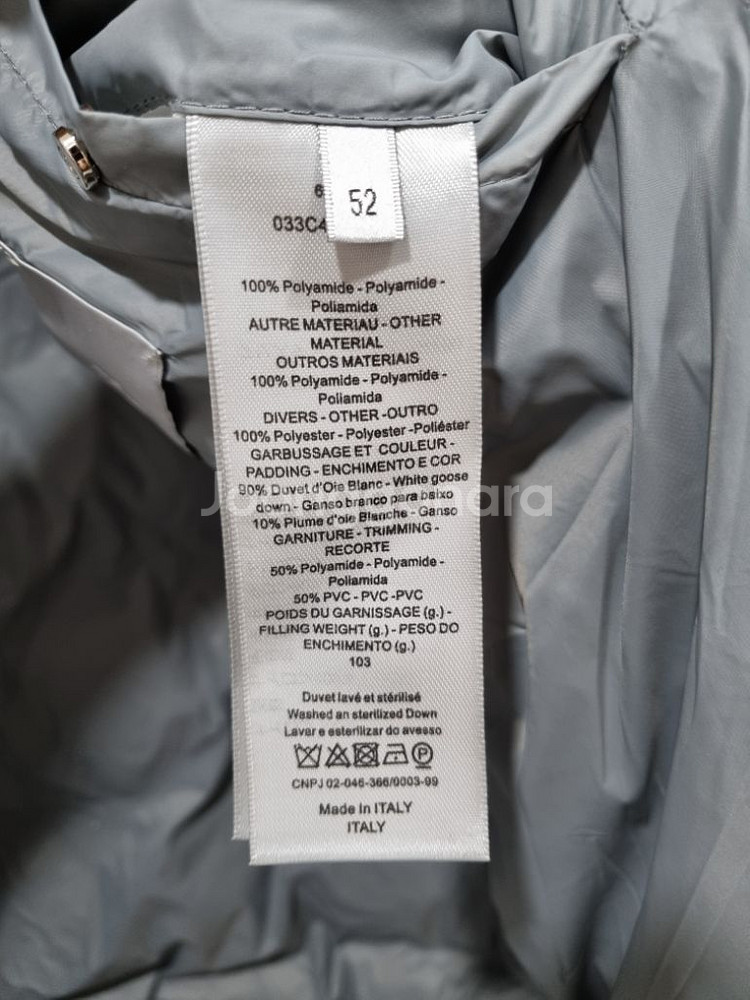 6
52
033C4
100% Polyamide - Polyamide -
Poliamida
AUTRE MATERIAU - OTHER
MATERIAL
OUTROS MATERIAIS
100% Polyamide - Polyamide -
Poliamida
DIVERS - OTHER - OUTRO
100% Polyester - Polyester - Poliéster
GARBUSSAGE ET COULEUR -
PADDING - ENCHIMENTO E COR
90% Duvet d'Oie Blanc - White goose
down - Ganso branco para baixo
10% Plume d'oie Blanche - Ganso
GARNITURE - TRIMMING -
RECORTE
50% Polyamide - Polyamide -
Poliamida
50% PVC - PVC -PVC
POIDS DU GARNISSAGE (g.) -
FILLING WEIGHT (g.) - PESO DO
ENCHIMENTO (g.)
103
Duvet lavé et stérilisé
Washed an sterilized Down
Lavar e esterilizar do avesso
P
CNPJ 02-046-366/0003-99
Made in ITALY
ITALY